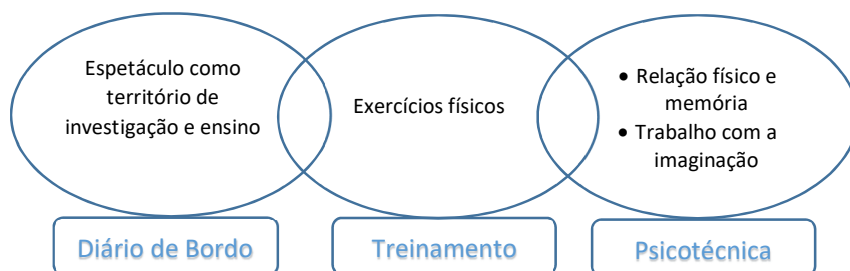 Espetáculo como
território de
investigação e ensino
Exercícios físicos
• Relação físico e
memória
• Trabalho com a
imaginação
Diário de Bordo
Treinamento
Psicotécnica